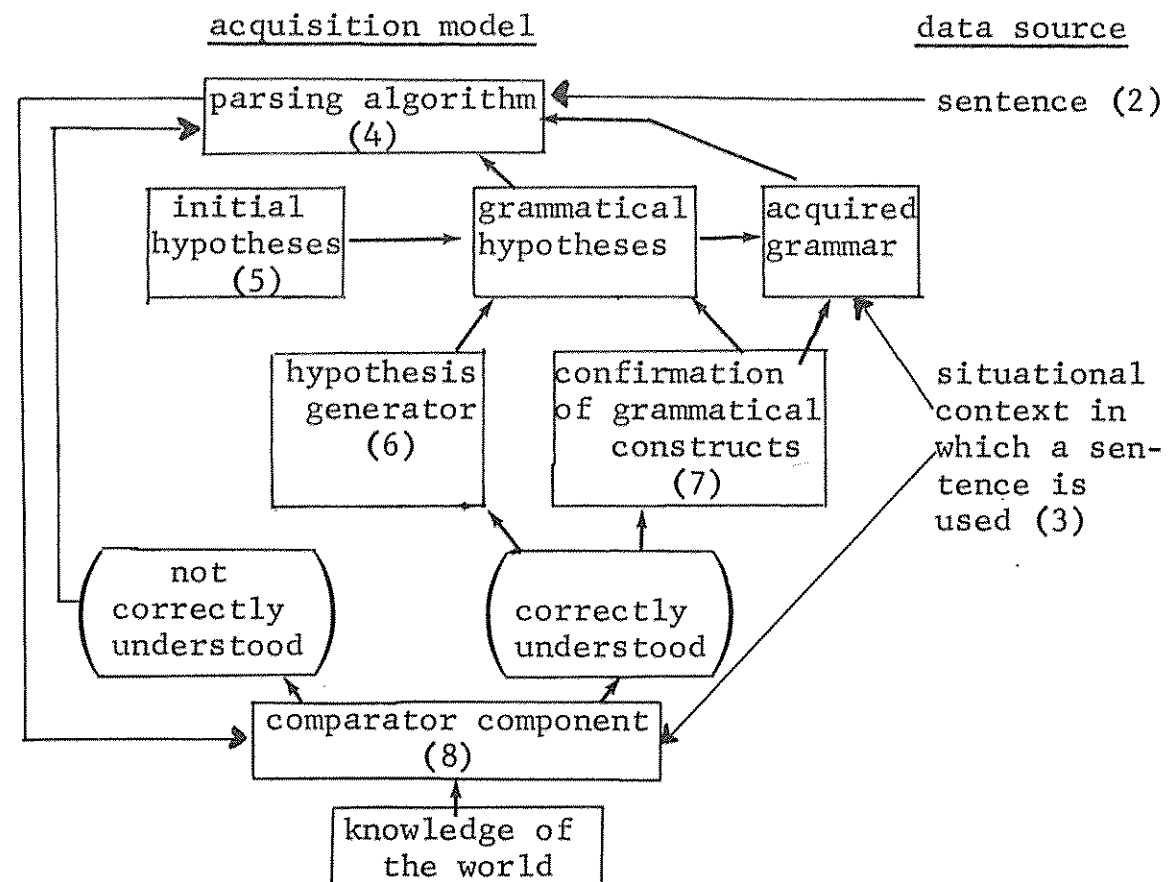 acquisition model
data source
parsing algorithm
(4)
sentence (2)
initial
hypotheses
(5)
grammatical
hypotheses
acquired
grammar
hypothesis
generator
(6)
confirmation
of grammatical
constructs
(7)
situational
context in
which a sen-
tence is
used (3)
not
correctly
understood
correctly
understood
comparator component
(8)
knowledge of
the world